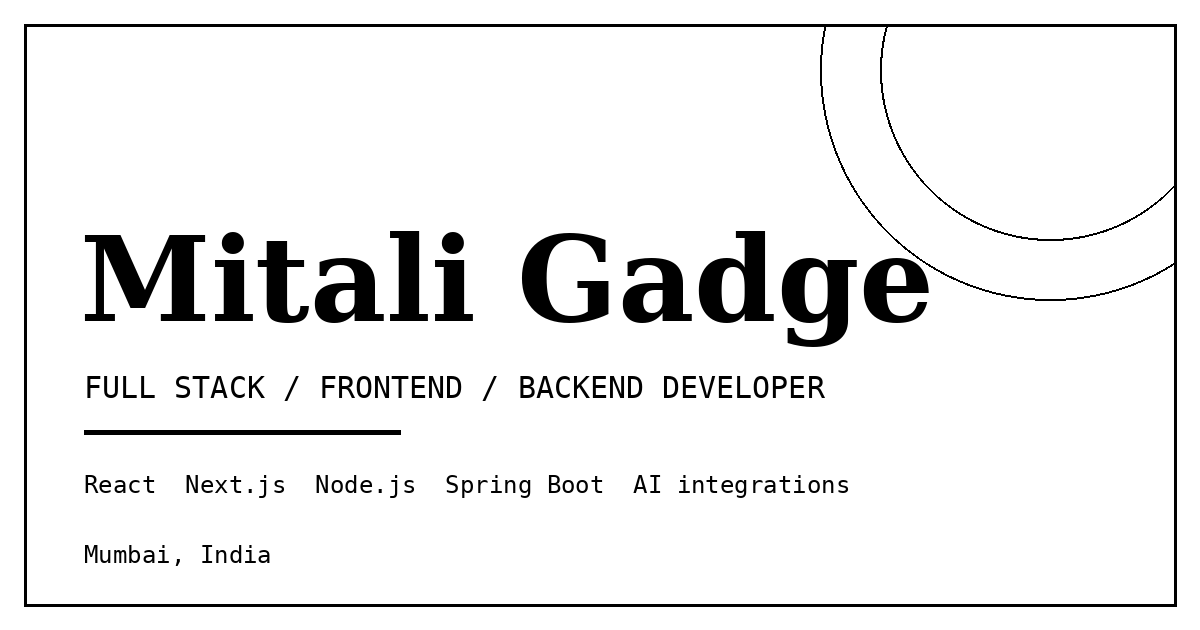 Mitali Gadge
FULL STACK / FRONTEND / BACKEND DEVELOPER
React  Next.js  Node.js  Spring Boot  AI integrations
Mumbai, India